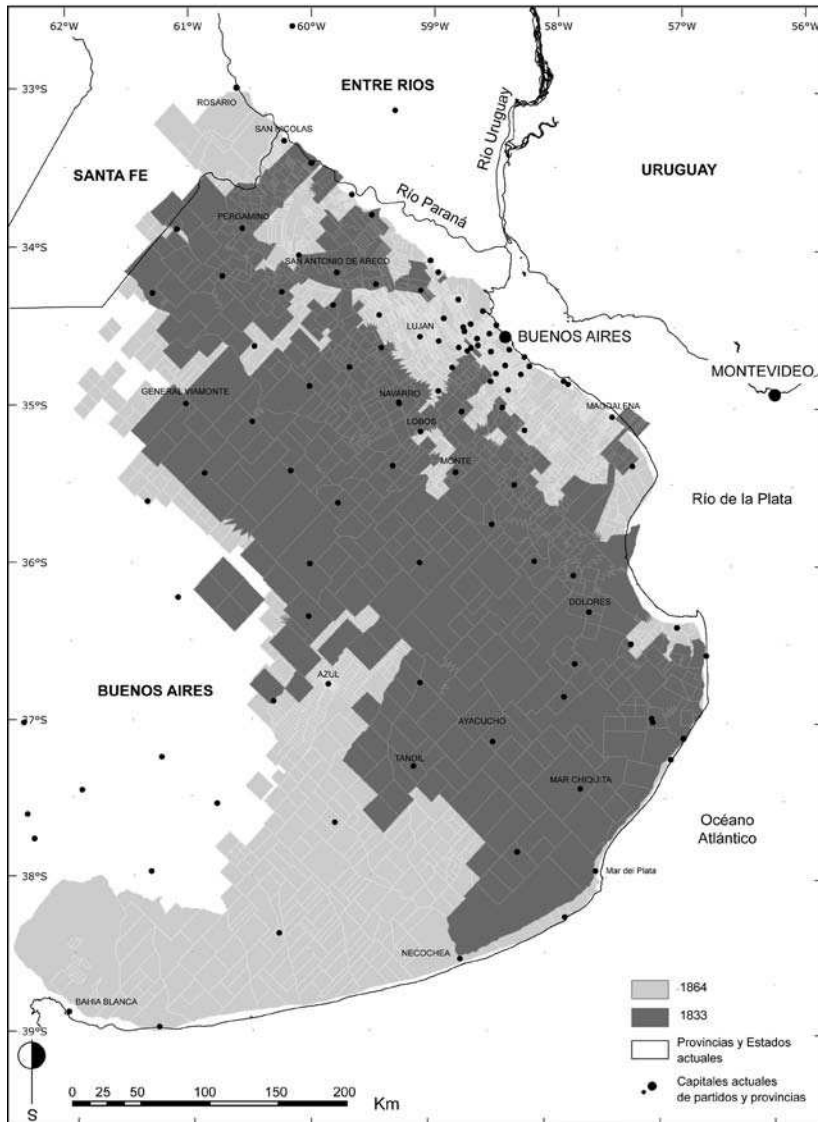 62°W 61°W 60°W 59°W 58°W 57°W 56°W
33°S
ENTRE RIOS
ROSARIO
SAN NICOLAS
Río Uruguay
SANTA FE
URUGUAY
Río Paraná
PERGAMINO
34°S
SAN ANTONIO DE ARECO
LUJAN
BUENOS AIRES
MONTEVIDEO
GENERAL VIAMONTE
NAVARRO
35°S
MAGDALENA
LOBOS
MONTE
Río de la Plata
36°S
DOLORES
AZUL
BUENOS AIRES
37°S
AYACUCHO
TANDIL
MAR CHIQUITA
Océano
Atlántico
38°S
Mar del Plata
NECOCHEA
BAHIA BLANCA
39°S
1864
1833
Provincias y Estados
actuales
Capitales actuales
de partidos y provincias
0 25 50 100 150 200
Km
S